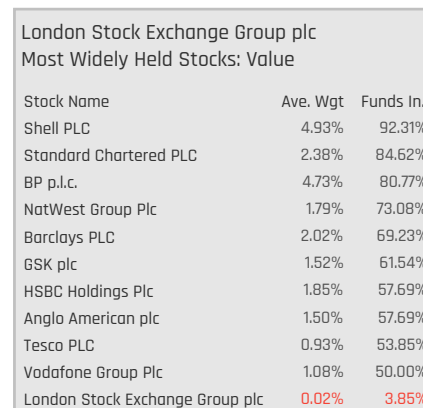 London Stock Exchange Group plc
Most Widely Held Stocks: Value
Stock Name Ave. Wgt Funds In.
Shell PLC 4.93% 92.31%
Standard Chartered PLC 2.38% 84.62%
BP p.l.c. 4.73% 80.77%
NatWest Group Plc 1.79% 73.08%
Barclays PLC 2.02% 69.23%
GSK plc 1.52% 61.54%
HSBC Holdings Plc 1.85% 57.69%
Anglo American plc 1.50% 57.69%
Tesco PLC 0.93% 53.85%
Vodafone Group Plc 1.08% 50.00%
London Stock Exchange Group plc 0.02% 3.85%